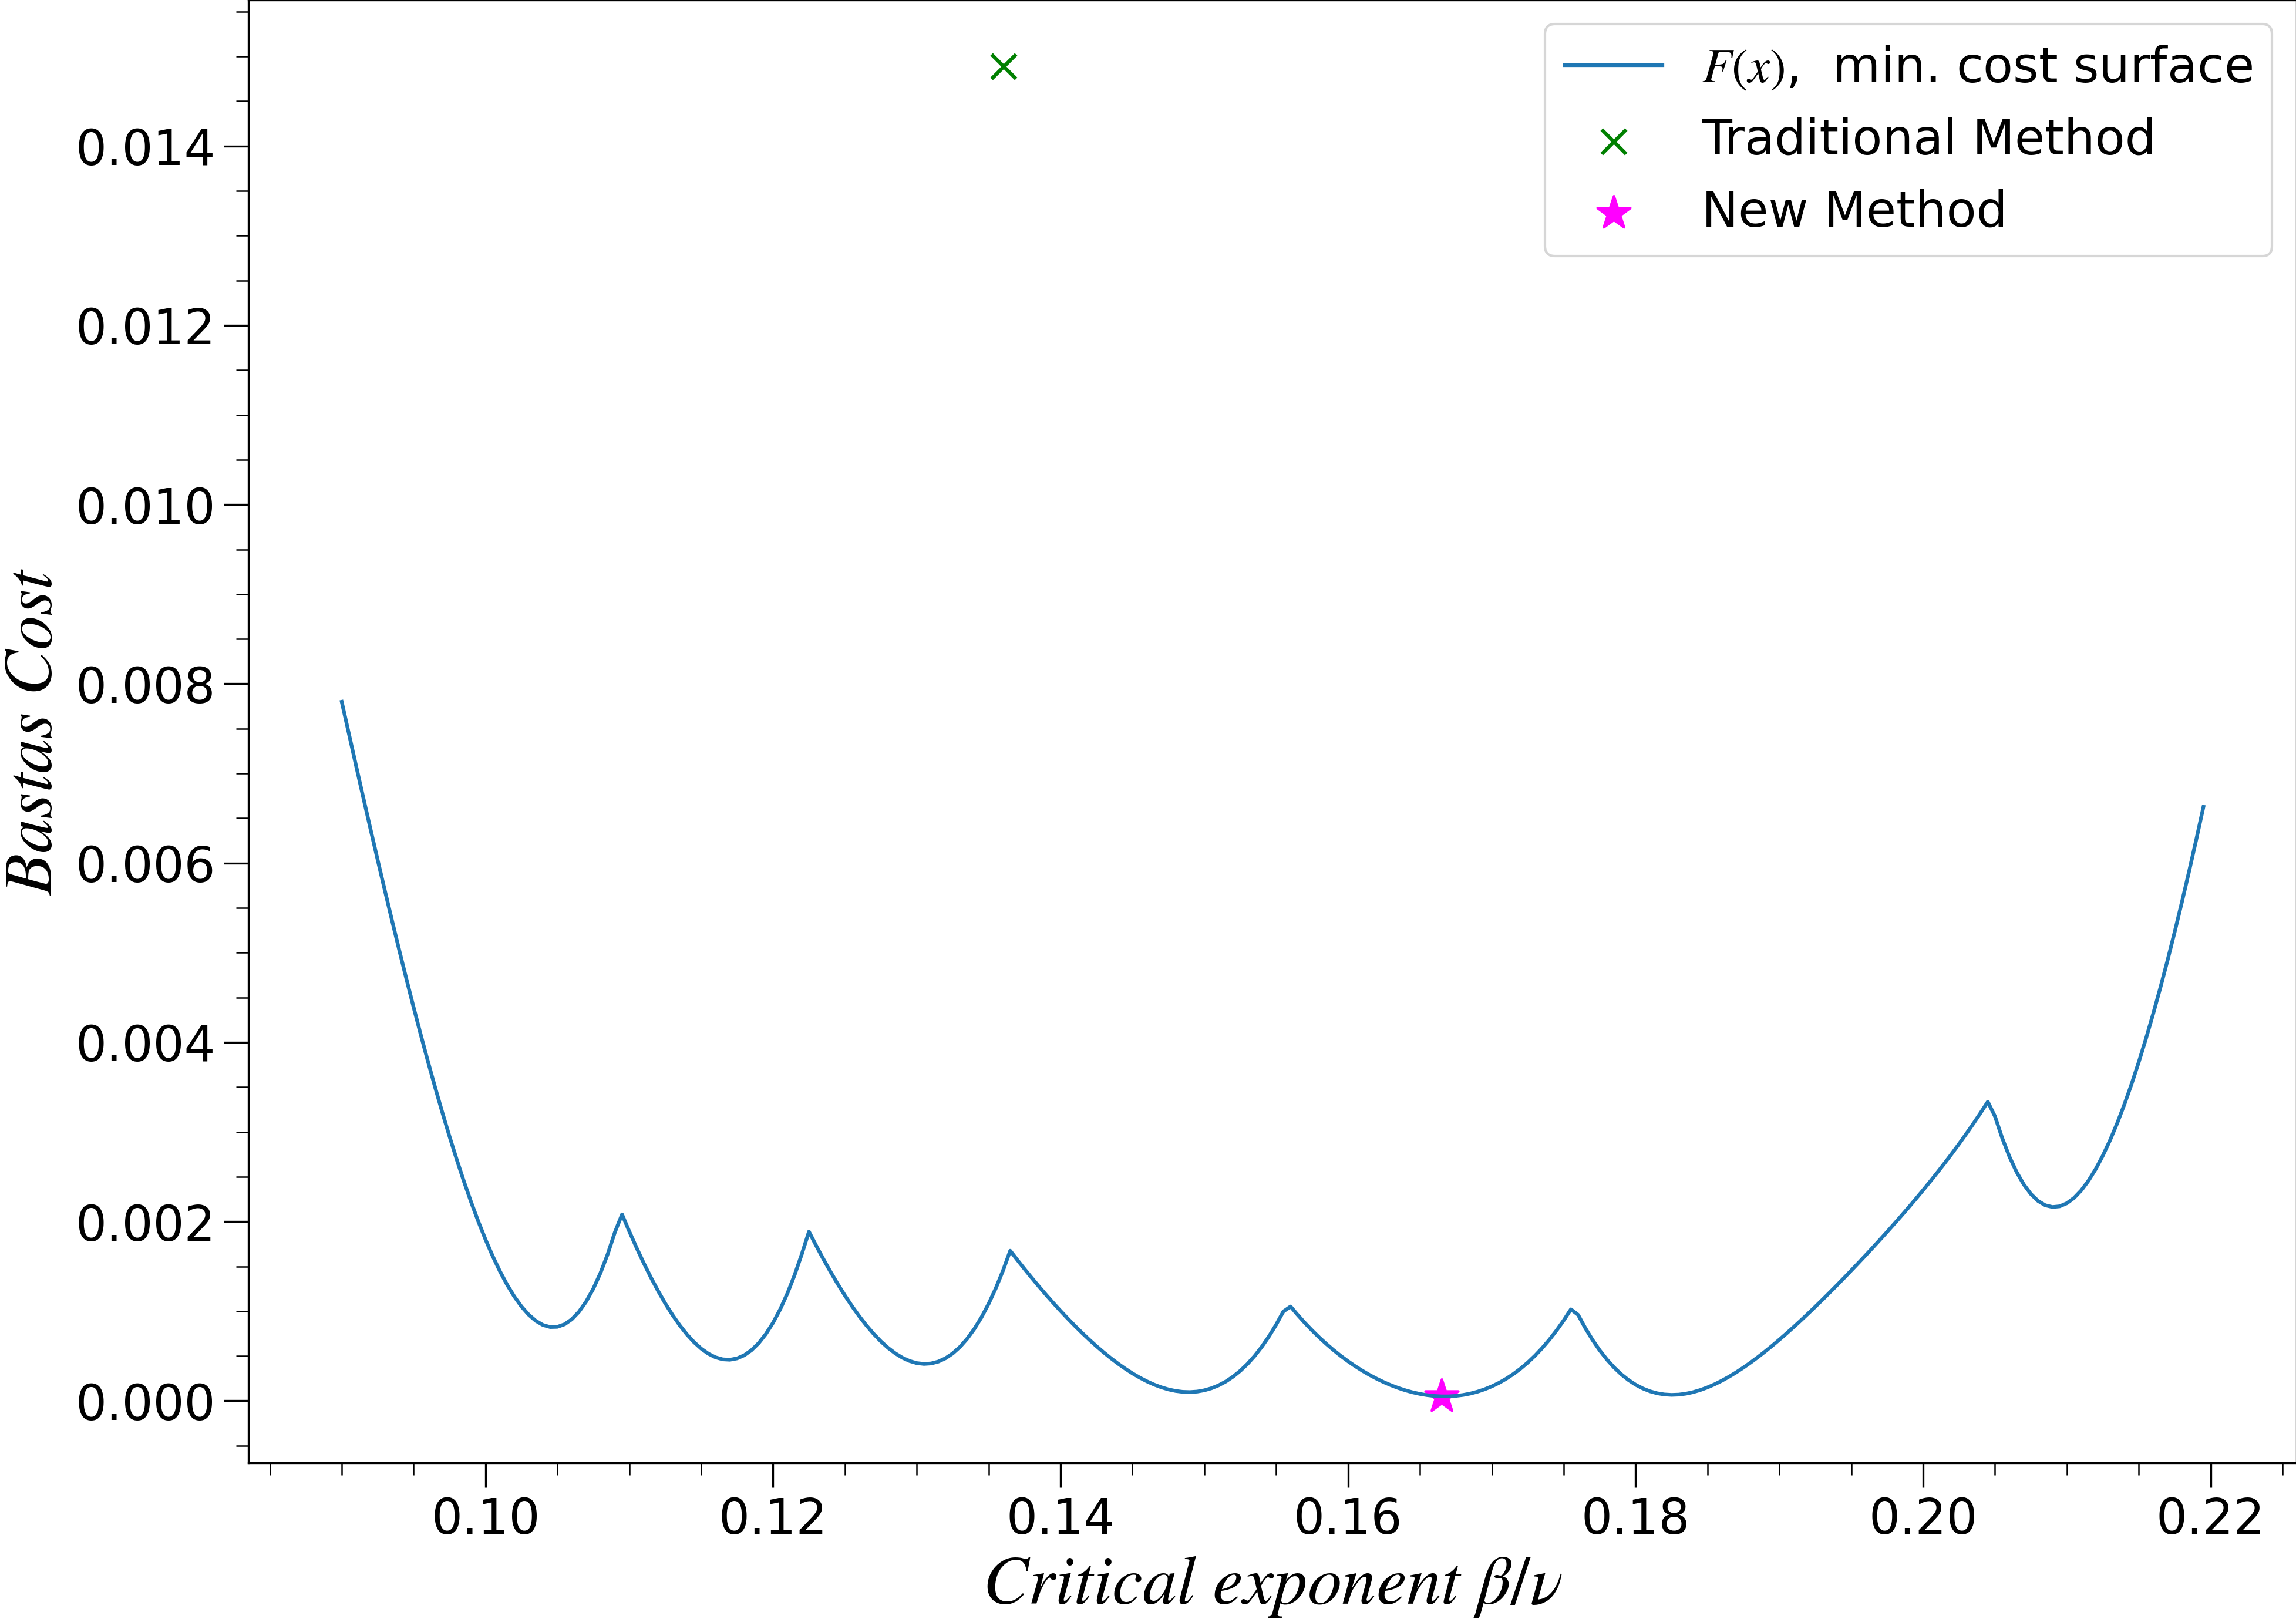 F(x), min. cost surface
Traditional Method
New Method
0.014
0.012
0.010
0.008
0.006
0.004
0.002
0.000
Bastas Cost
0.10 0.12 0.14 0.16 0.18 0.20 0.22
Critical exponent β/ν